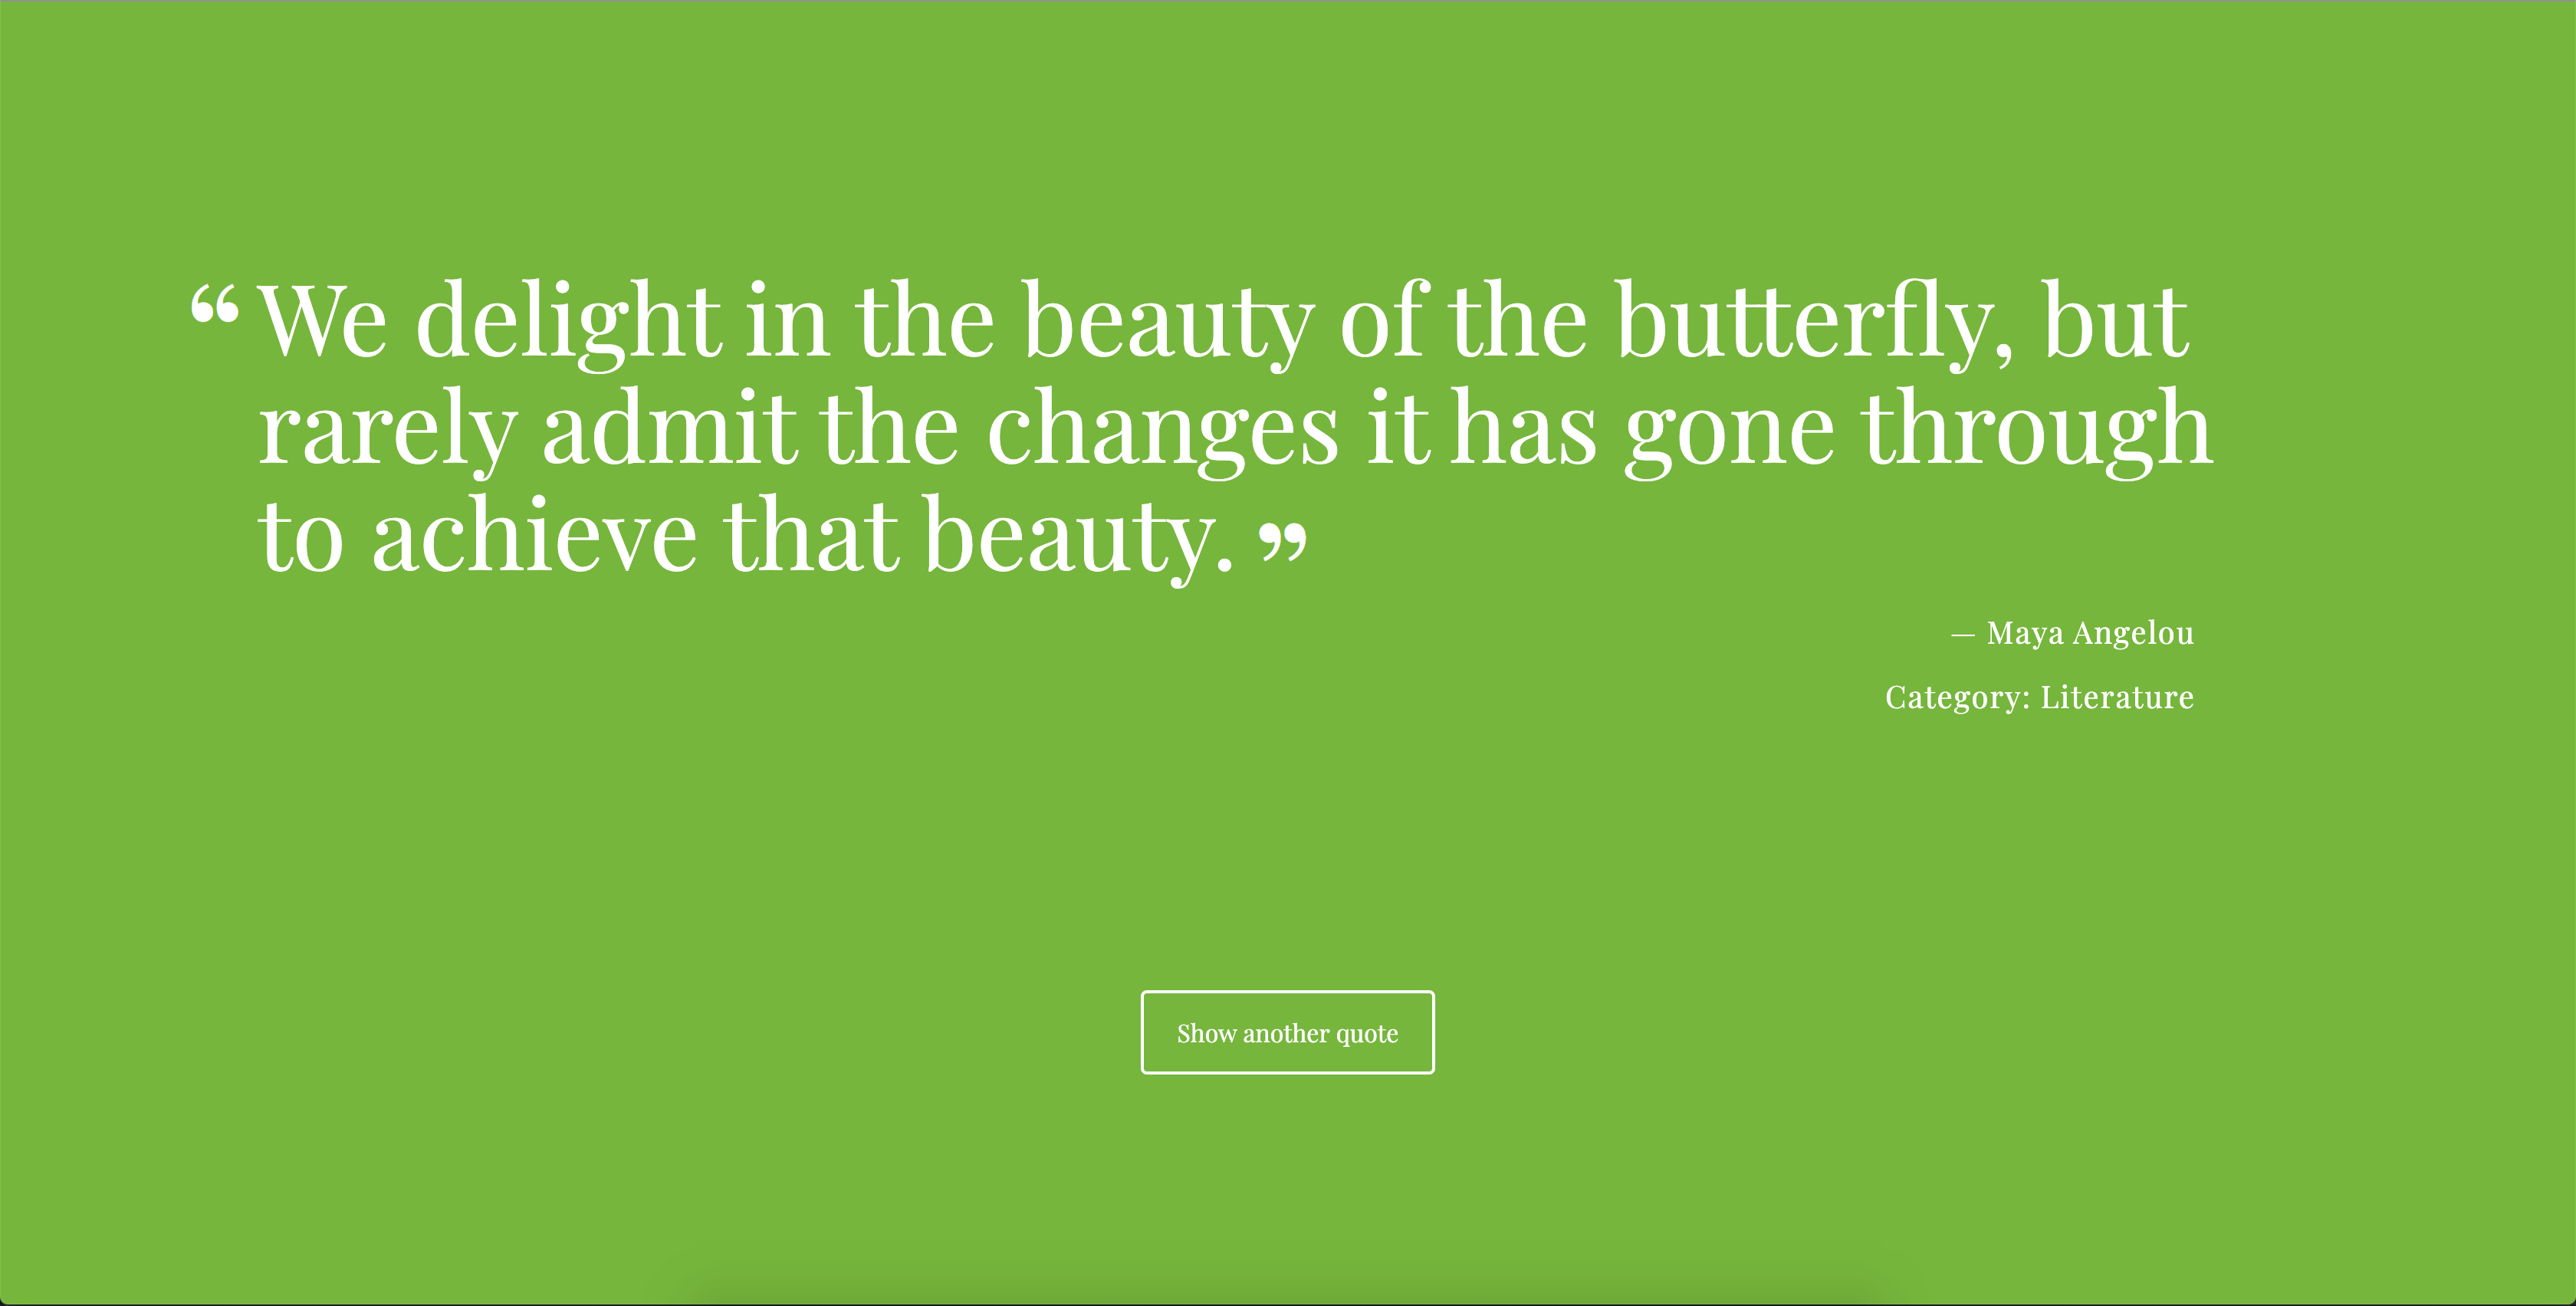 “ We delight in the beauty of the butterfly, but
rarely admit the changes it has gone through
to achieve that beauty. ”
— Maya Angelou
Category: Literature
Show another quote